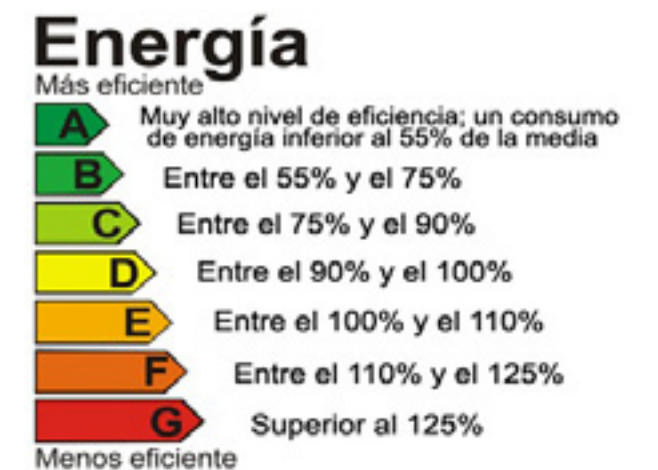 Energía
Más eficiente
A Muy alto nivel de eficiencia; un consumo
de energía inferior al 55% de la media
B Entre el 55% y el 75%
C Entre el 75% y el 90%
D Entre el 90% y el 100%
E Entre el 100% y el 110%
F Entre el 110% y el 125%
G Superior al 125%
Menos eficiente